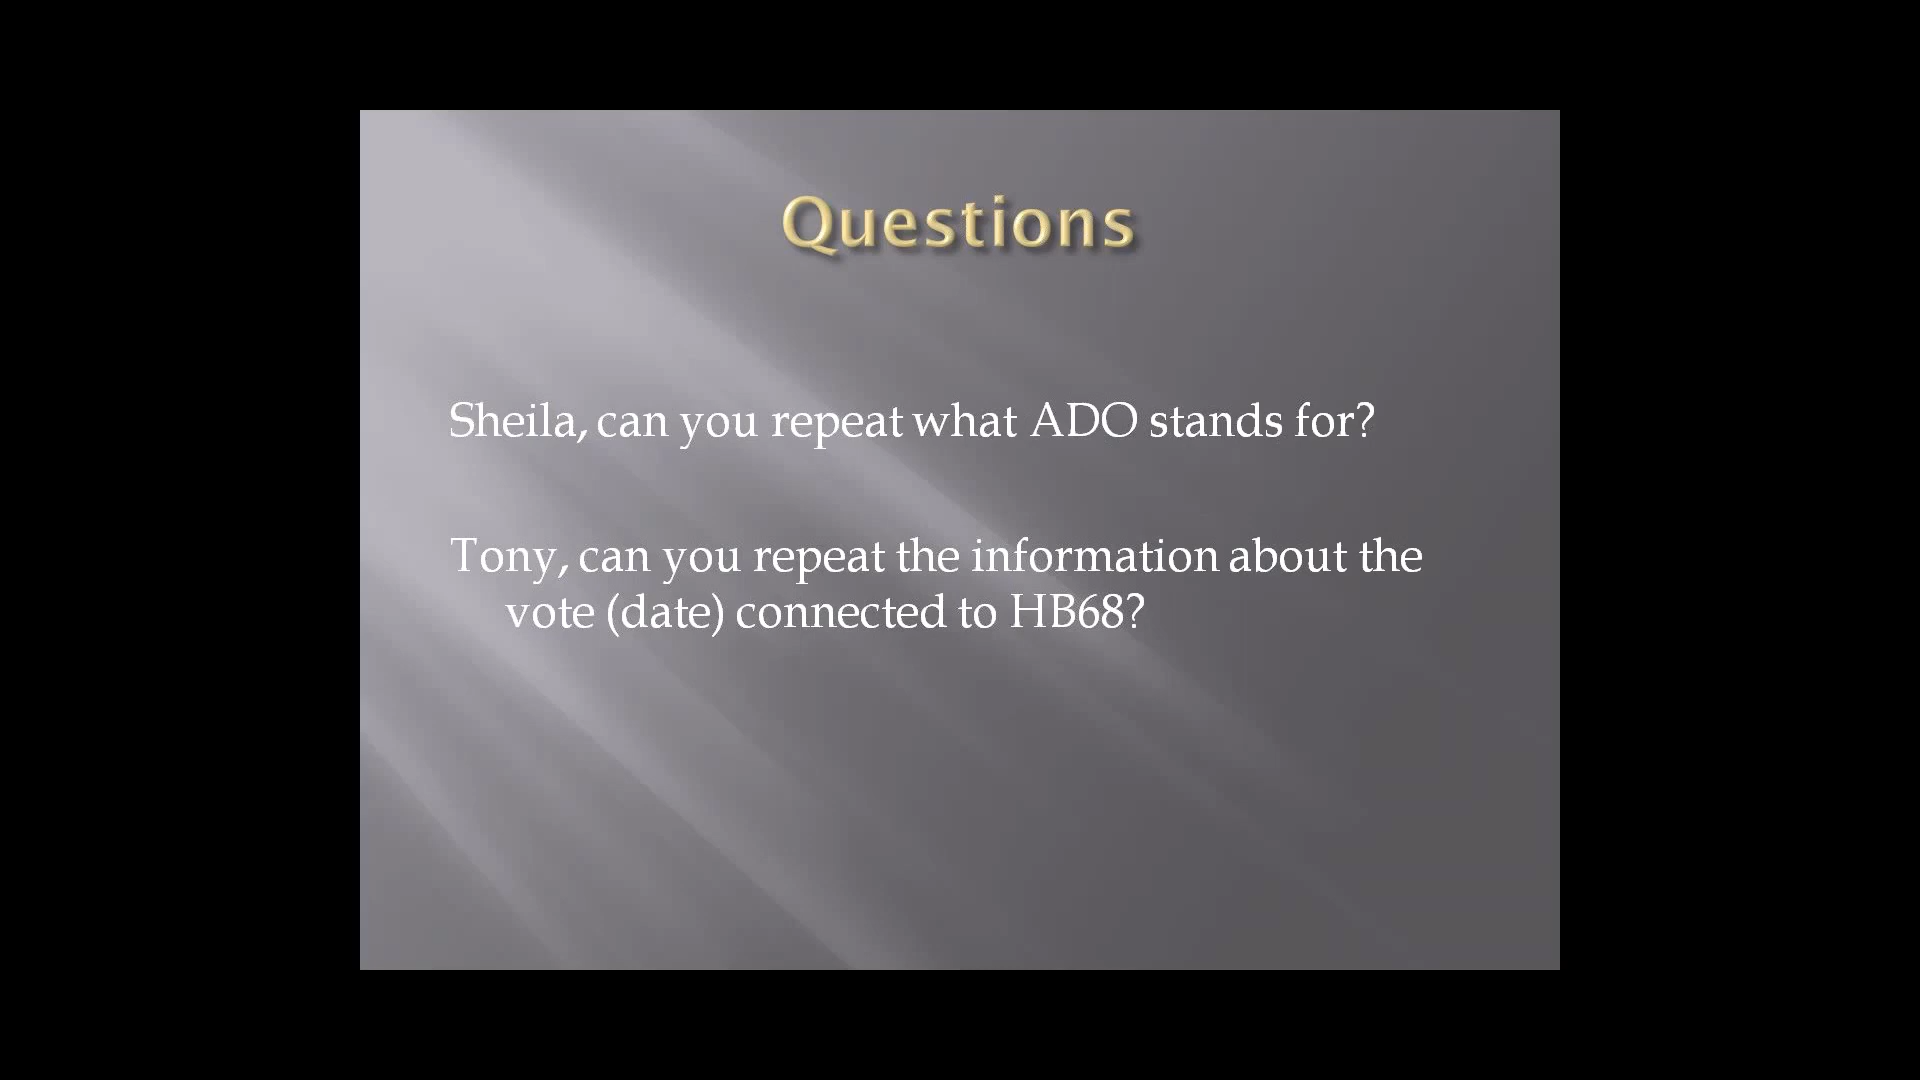 Questions
Sheila, can you repeat what ADO stands for?
Tony, can you repeat the information about the
vote (date) connected to HB68?